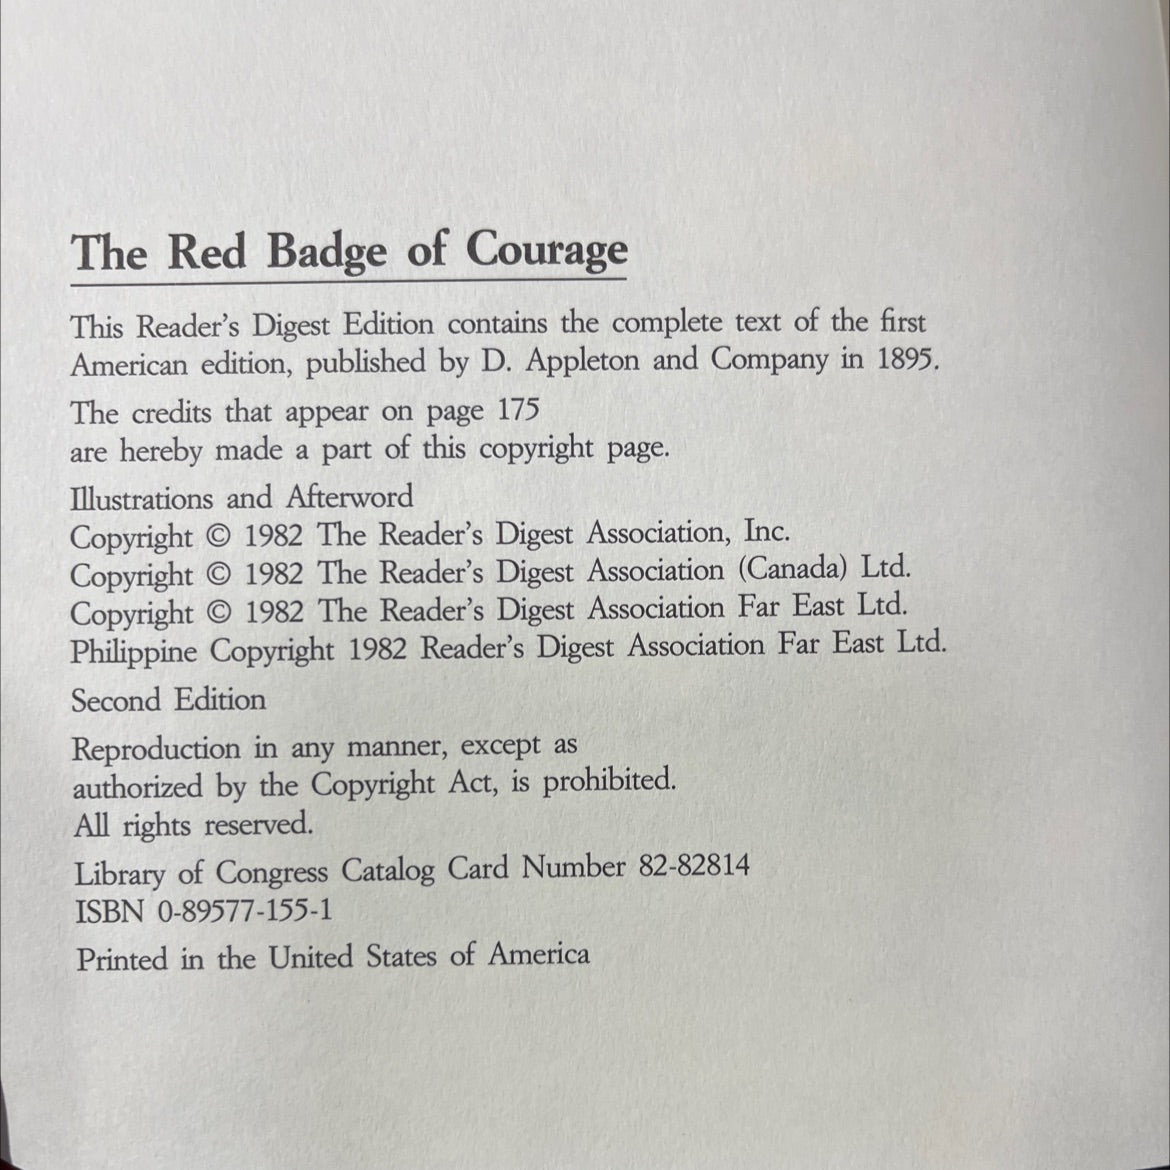 The Red Badge of Courage
This Reader's Digest Edition contains the complete text of the first
American edition, published by D. Appleton and Company in 1895.
The credits that appear on page 175
are hereby made a part of this copyright page.
Illustrations and Afterword
Copyright © 1982 The Reader's Digest Association, Inc.
Copyright © 1982 The Reader's Digest Association (Canada) Ltd.
Copyright © 1982 The Reader's Digest Association Far East Ltd.
Philippine Copyright 1982 Reader's Digest Association Far East Ltd.
Second Edition
Reproduction in any manner, except as
authorized by the Copyright Act, is prohibited.
All rights reserved.
Library of Congress Catalog Card Number 82-82814
ISBN 0-89577-155-1
Printed in the United States of America